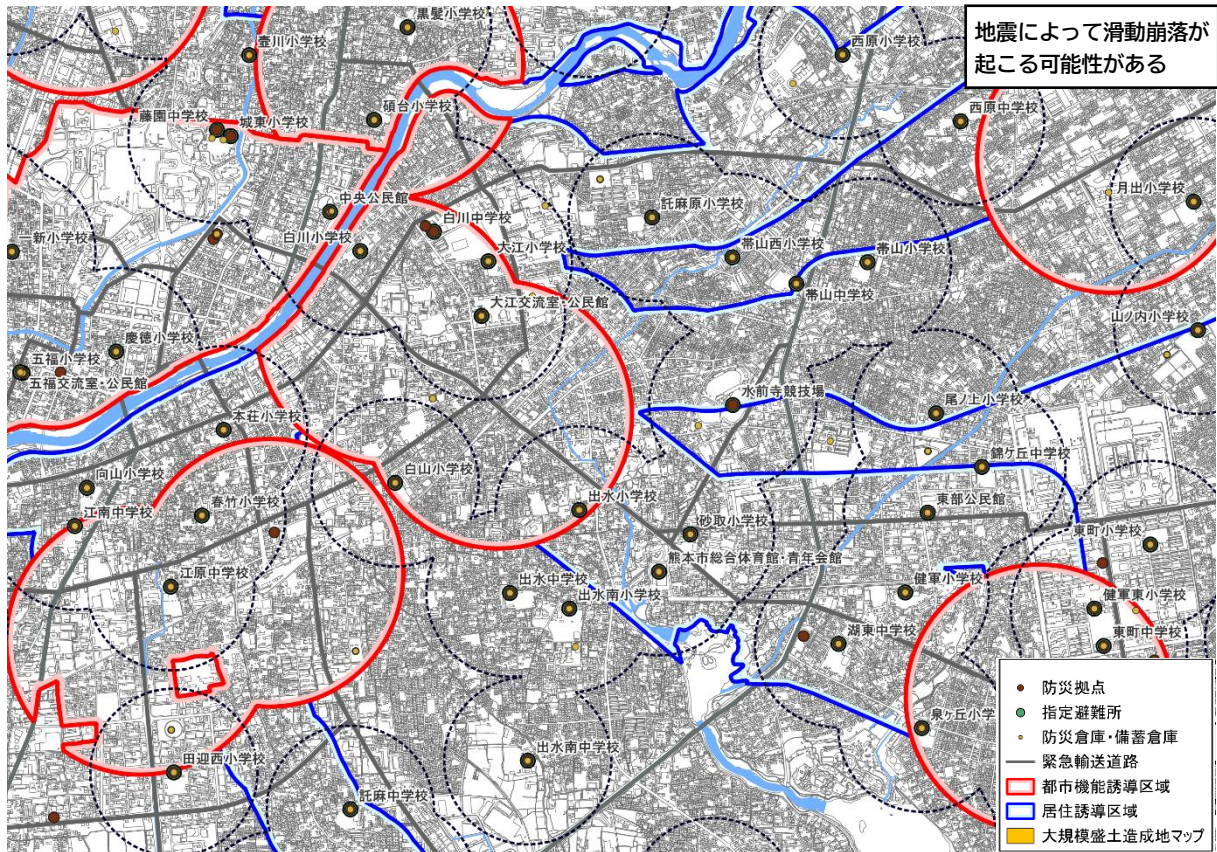 地震によって滑動崩落が
起こる可能性がある
黒髪小学校
壺川小学校
西原小学校
碩台小学校
西原中学校
藤園中学校
城東小学校
月出小学校
中央公民館
託麻原小学校
白川中学校
新小学校
白川小学校
大江小学校
帯山西小学校
帯山小学校
帯山中学校
大江交流室・公民館
山ノ内小学校
慶徳小学校
五福小学校
五福交流室・公民館
水前寺競技場
尾ノ上小学校
本荘小学校
錦ケ丘中学校
白山小学校
向山小学校
出水小学校
春竹小学校
東部公民館
江南中学校
砂取小学校
東町小学校
熊本市総合体育館・青年会館
江原中学校
出水中学校
健軍小学校
出水南小学校
健軍東小学校
湖東中学校
東町中学校
泉ヶ丘小学
出水南中学校
田迎西小学校
託麻中学校
防災拠点
指定避難所
防災倉庫・備蓄倉庫
緊急輸送道路
都市機能誘導区域
居住誘導区域
大規模盛土造成地マップ